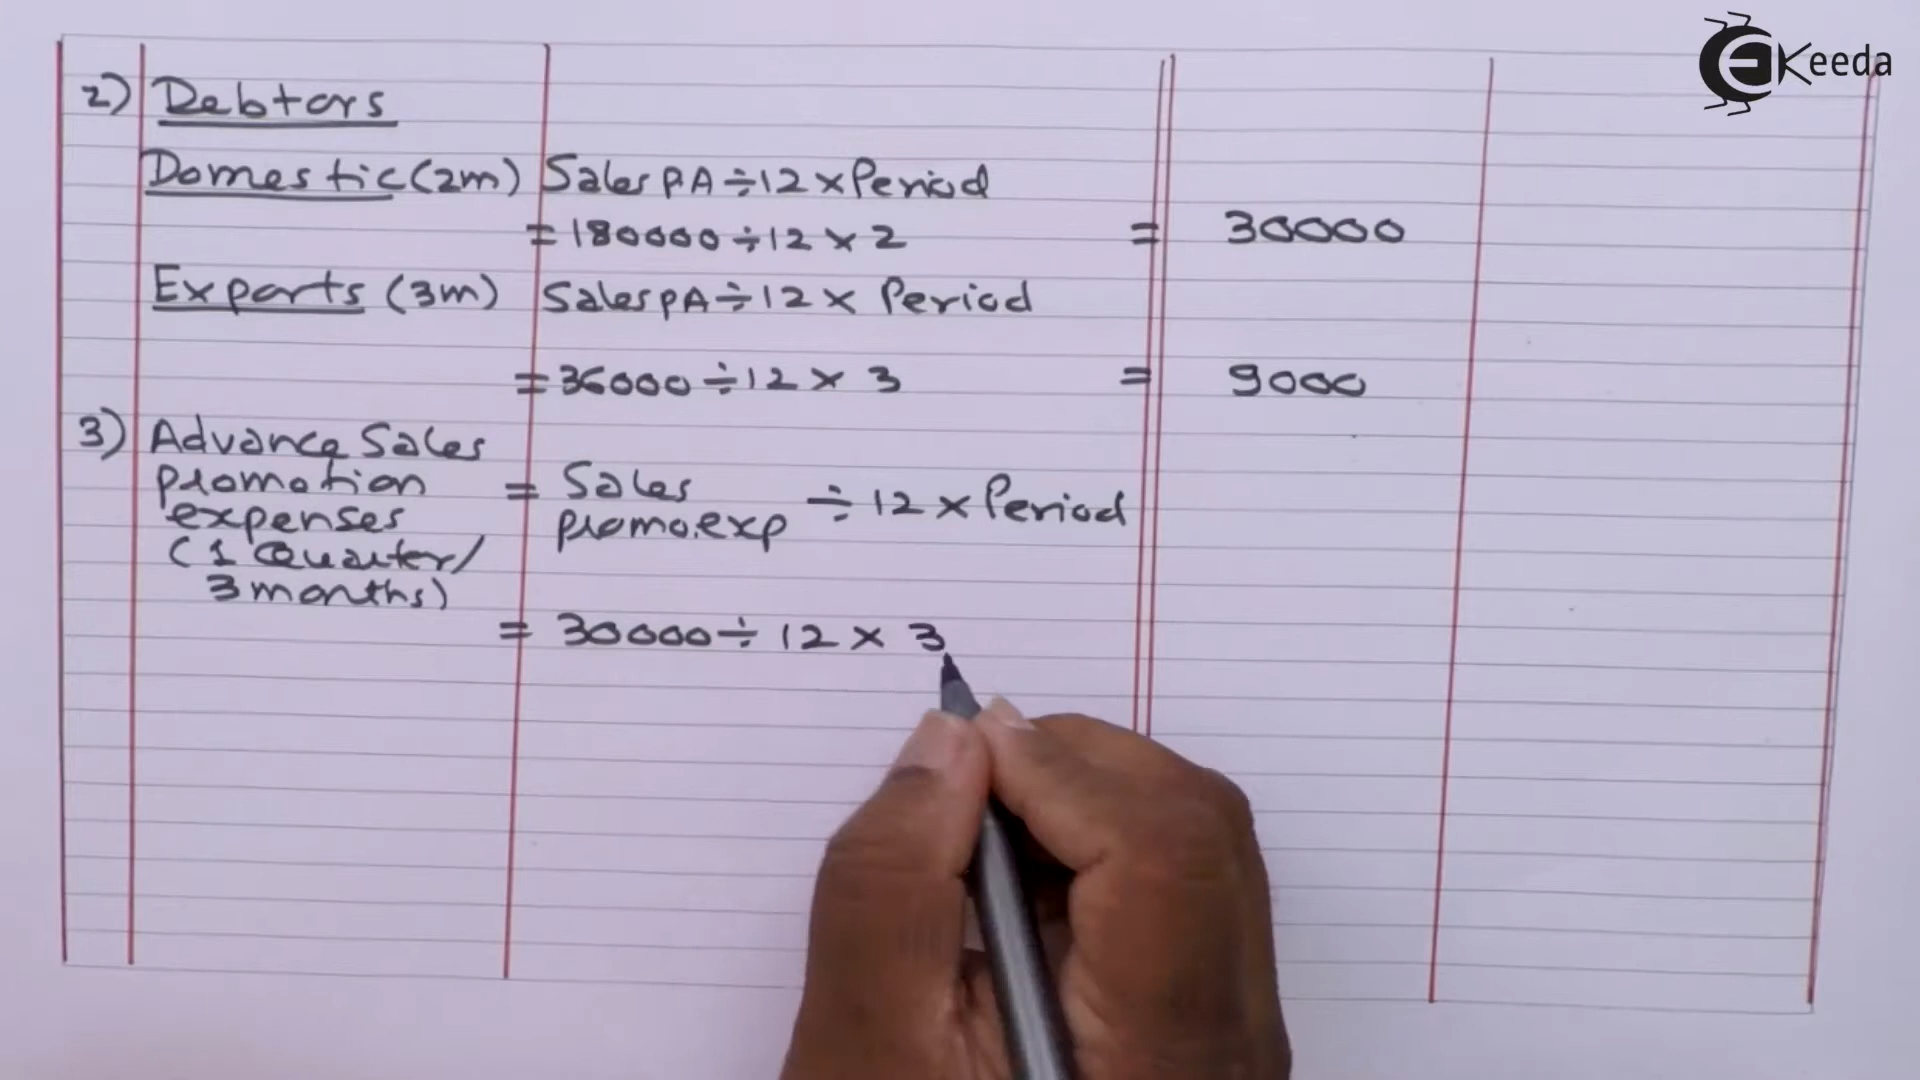 Keeda
2) Debtors
Domestic (2m) Sales P.A ÷ 12 × Period
= 180000 ÷ 12 × 2 = 30000
Exports (3m) Sales PA ÷ 12 × Period
= 36000 ÷ 12 × 3 = 9000
3) Advance Sales
promotion = Sales ÷ 12 × Period
expenses promo.exp
(1 Quarter/
3 months)
= 30000 ÷ 12 × 3